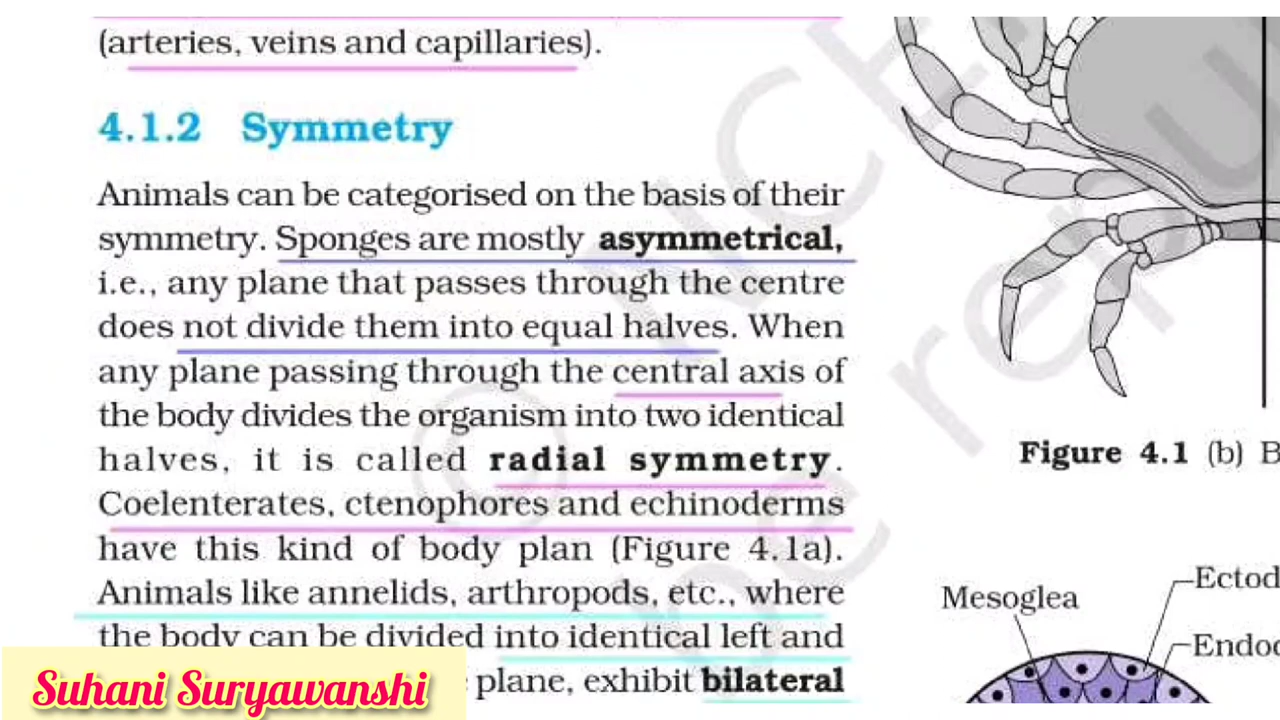 (arteries, veins and capillaries).
4.1.2 Symmetry
Animals can be categorised on the basis of their
symmetry. Sponges are mostly asymmetrical,
i.e., any plane that passes through the centre
does not divide them into equal halves. When
any plane passing through the central axis of
the body divides the organism into two identical
halves, it is called radial symmetry.
Coelenterates, ctenophores and echinoderms
have this kind of body plan (Figure 4.1a).
Animals like annelids, arthropods, etc., where
the body can be divided into identical left and
plane, exhibit bilateral
Suhani Suryawanshi
Figure 4.1 (b) B
Mesoglea
Ectod
Endod